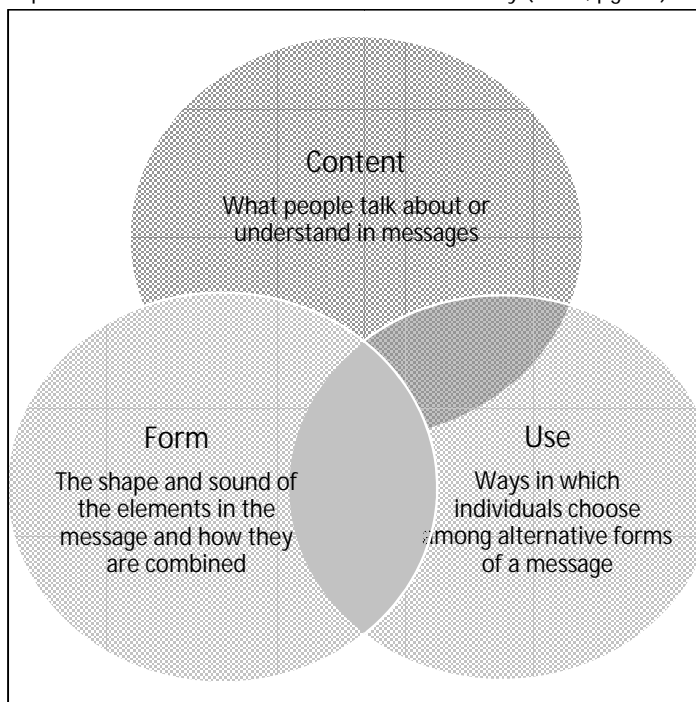 Content
What people talk about or
understand in messages
Form
The shape and sound of
the elements in the
message and how they
are combined
Use
Ways in which
individuals choose
among alternative forms
of a message